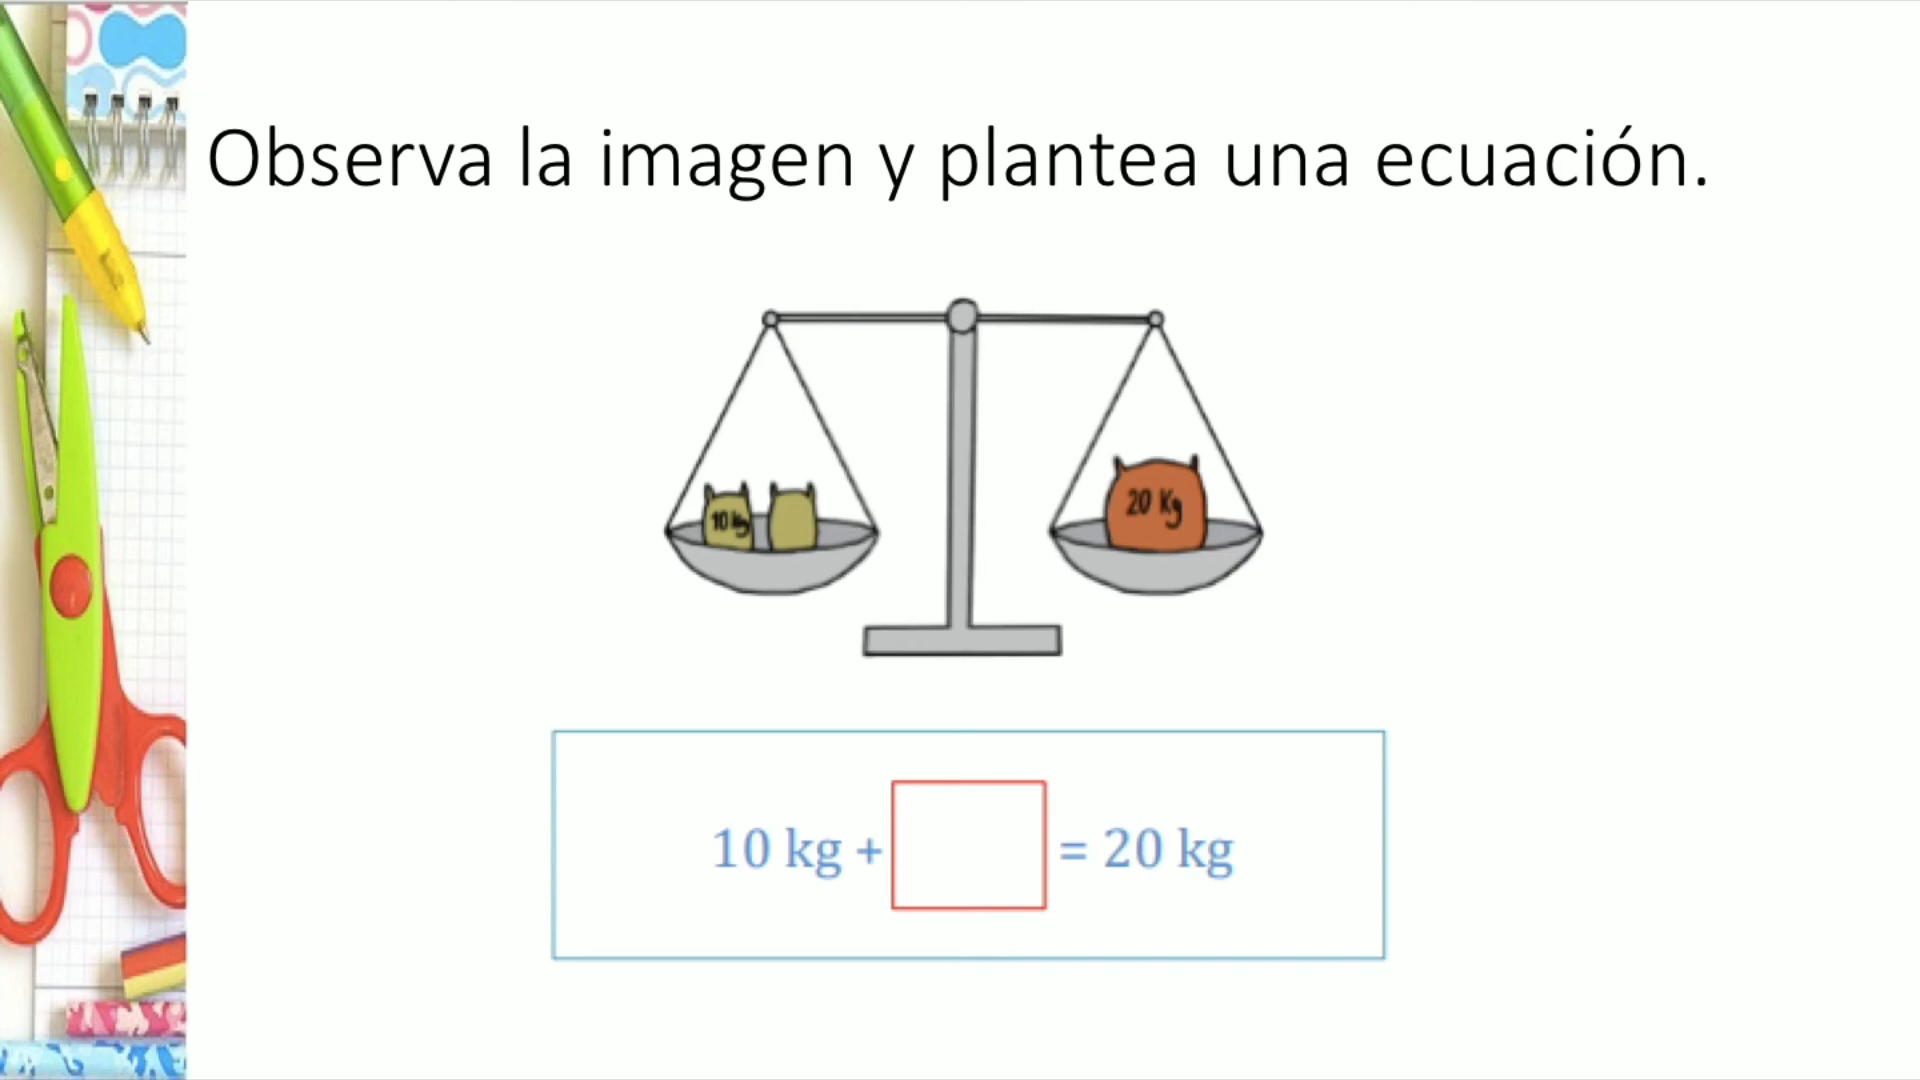 Observa la imagen y plantea una ecuación.
10 kg
20 Kg
10 kg + = 20 kg